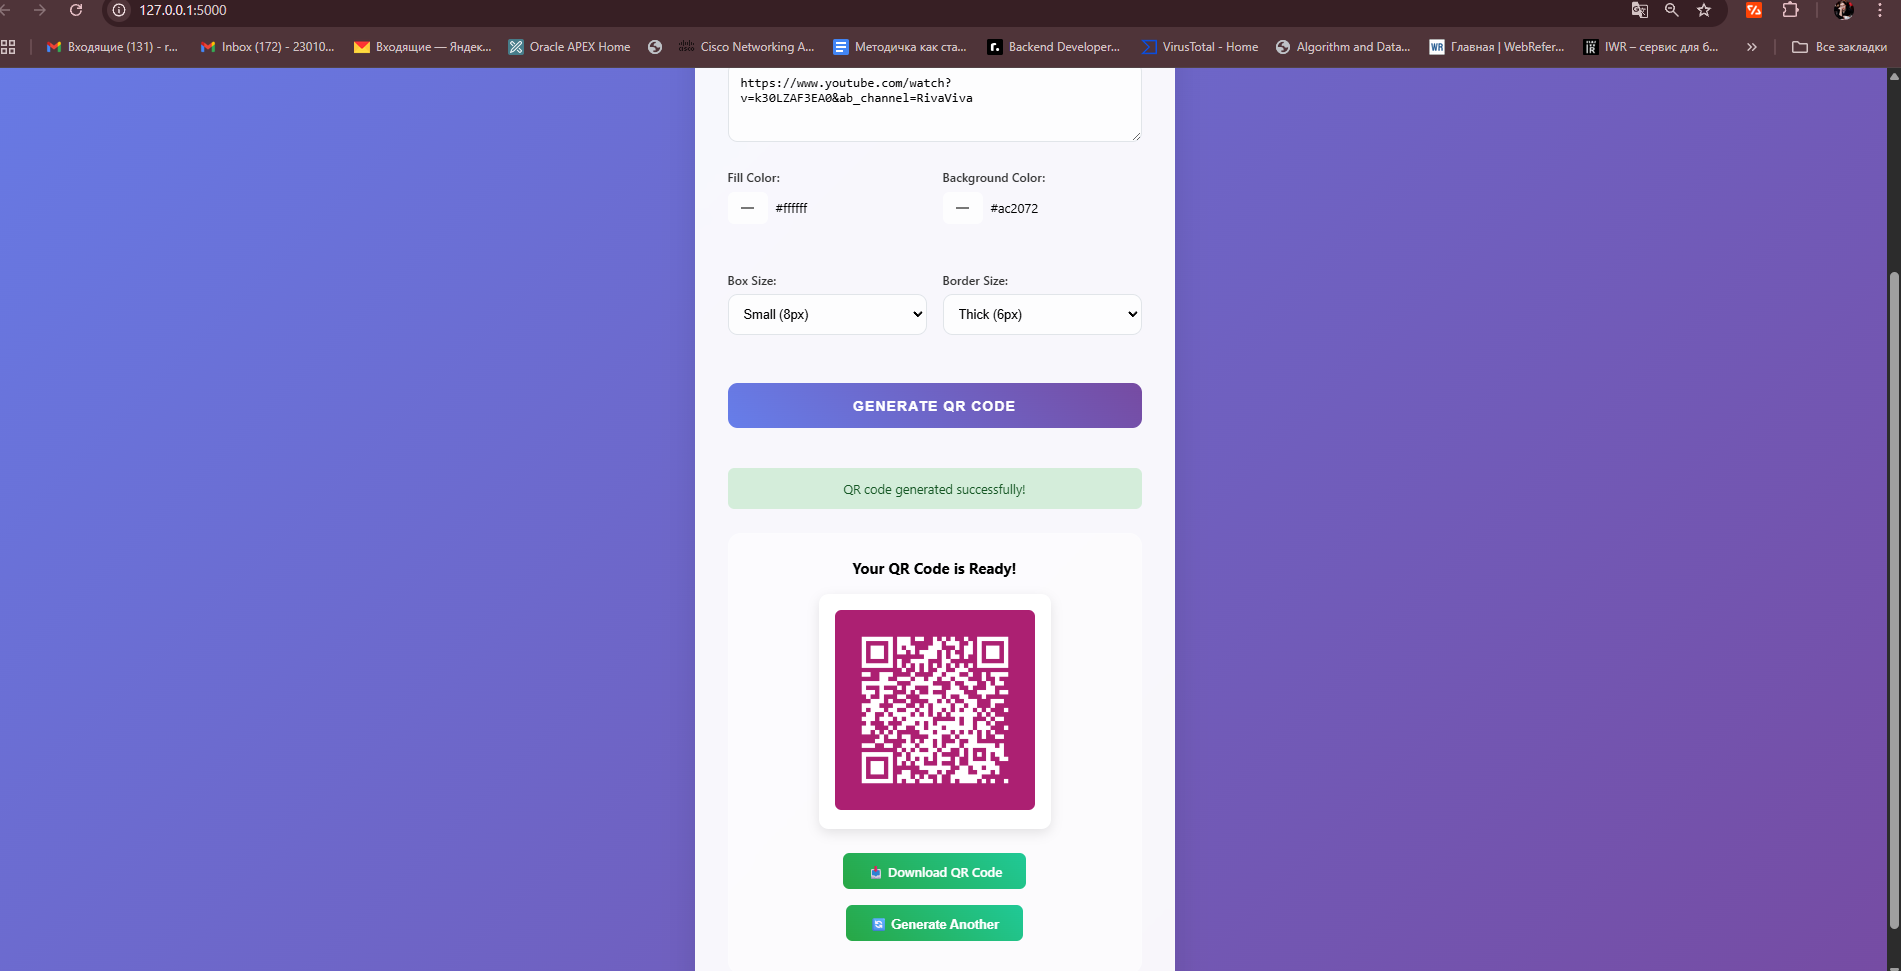 127.0.0.1:5000
Входящие (131) - r...
Inbox (172) - 23010...
Входящие — Яндек...
Oracle APEX Home
Cisco Networking A...
Методичка как ста...
Backend Developer...
VirusTotal - Home
Algorithm and Data...
Главная | WebRefer...
IWR – сервис для б...
Все закладки
https://www.youtube.com/watch?
v=k30LZAF3EA0&ab_channel=RivaViva
Fill Color:
Background Color:
#ffffff
#ac2072
Box Size:
Border Size:
Small (8px)
Thick (6px)
GENERATE QR CODE
QR code generated successfully!
Your QR Code is Ready!
Download QR Code
Generate Another